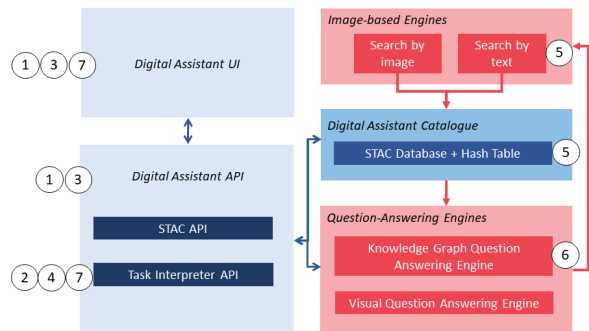 1 3 7
Digital Assistant UI
1 3
Digital Assistant API
STAC API
2 4 7
Task Interpreter API
Image-based Engines
Search by
image
Search by
text
5
Digital Assistant Catalogue
STAC Database + Hash Table
5
Question-Answering Engines
Knowledge Graph Question
Answering Engine
6
Visual Question Answering Engine